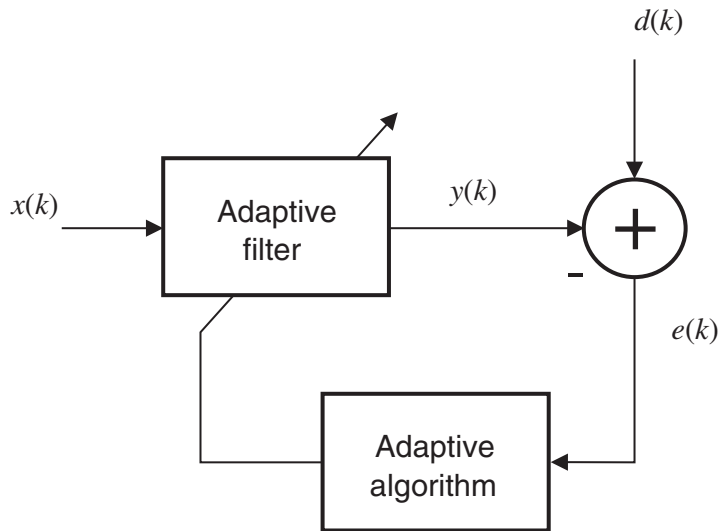 d(k)
x(k)
Adaptive
filter
y(k)
+
-
e(k)
Adaptive
algorithm